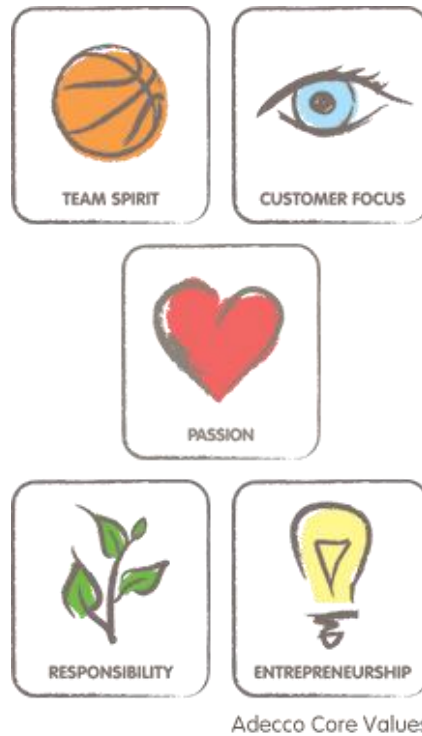 TEAM SPIRIT
CUSTOMER FOCUS
PASSION
RESPONSIBILITY
ENTREPRENEURSHIP
Adecco Core Values